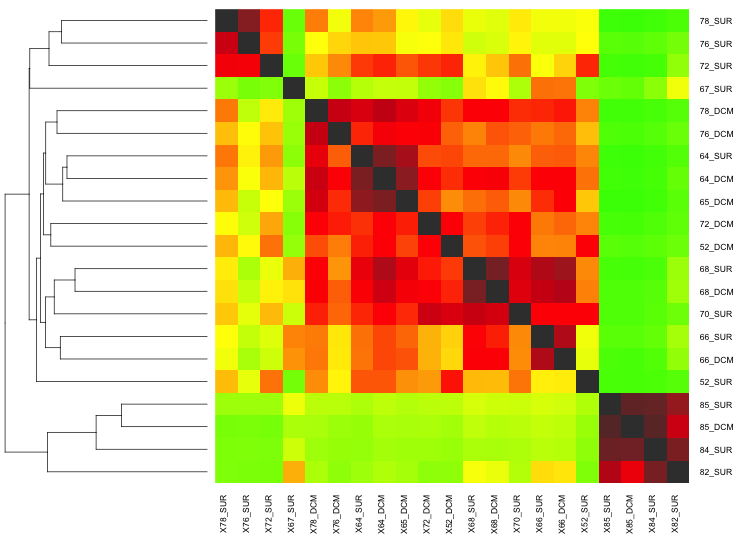 78_SUR
76_SUR
72_SUR
67_SUR
78_DCM
76_DCM
64_SUR
64_DCM
65_DCM
72_DCM
52_DCM
68_SUR
68_DCM
70_SUR
66_SUR
66_DCM
52_SUR
85_SUR
85_DCM
84_SUR
82_SUR
X78_SUR
X76_SUR
X72_SUR
X67_SUR
X78_DCM
X76_DCM
X64_SUR
X64_DCM
X65_DCM
X72_DCM
X52_DCM
X68_SUR
X68_DCM
X70_SUR
X66_SUR
X66_DCM
X52_SUR
X85_SUR
X85_DCM
X84_SUR
X82_SUR